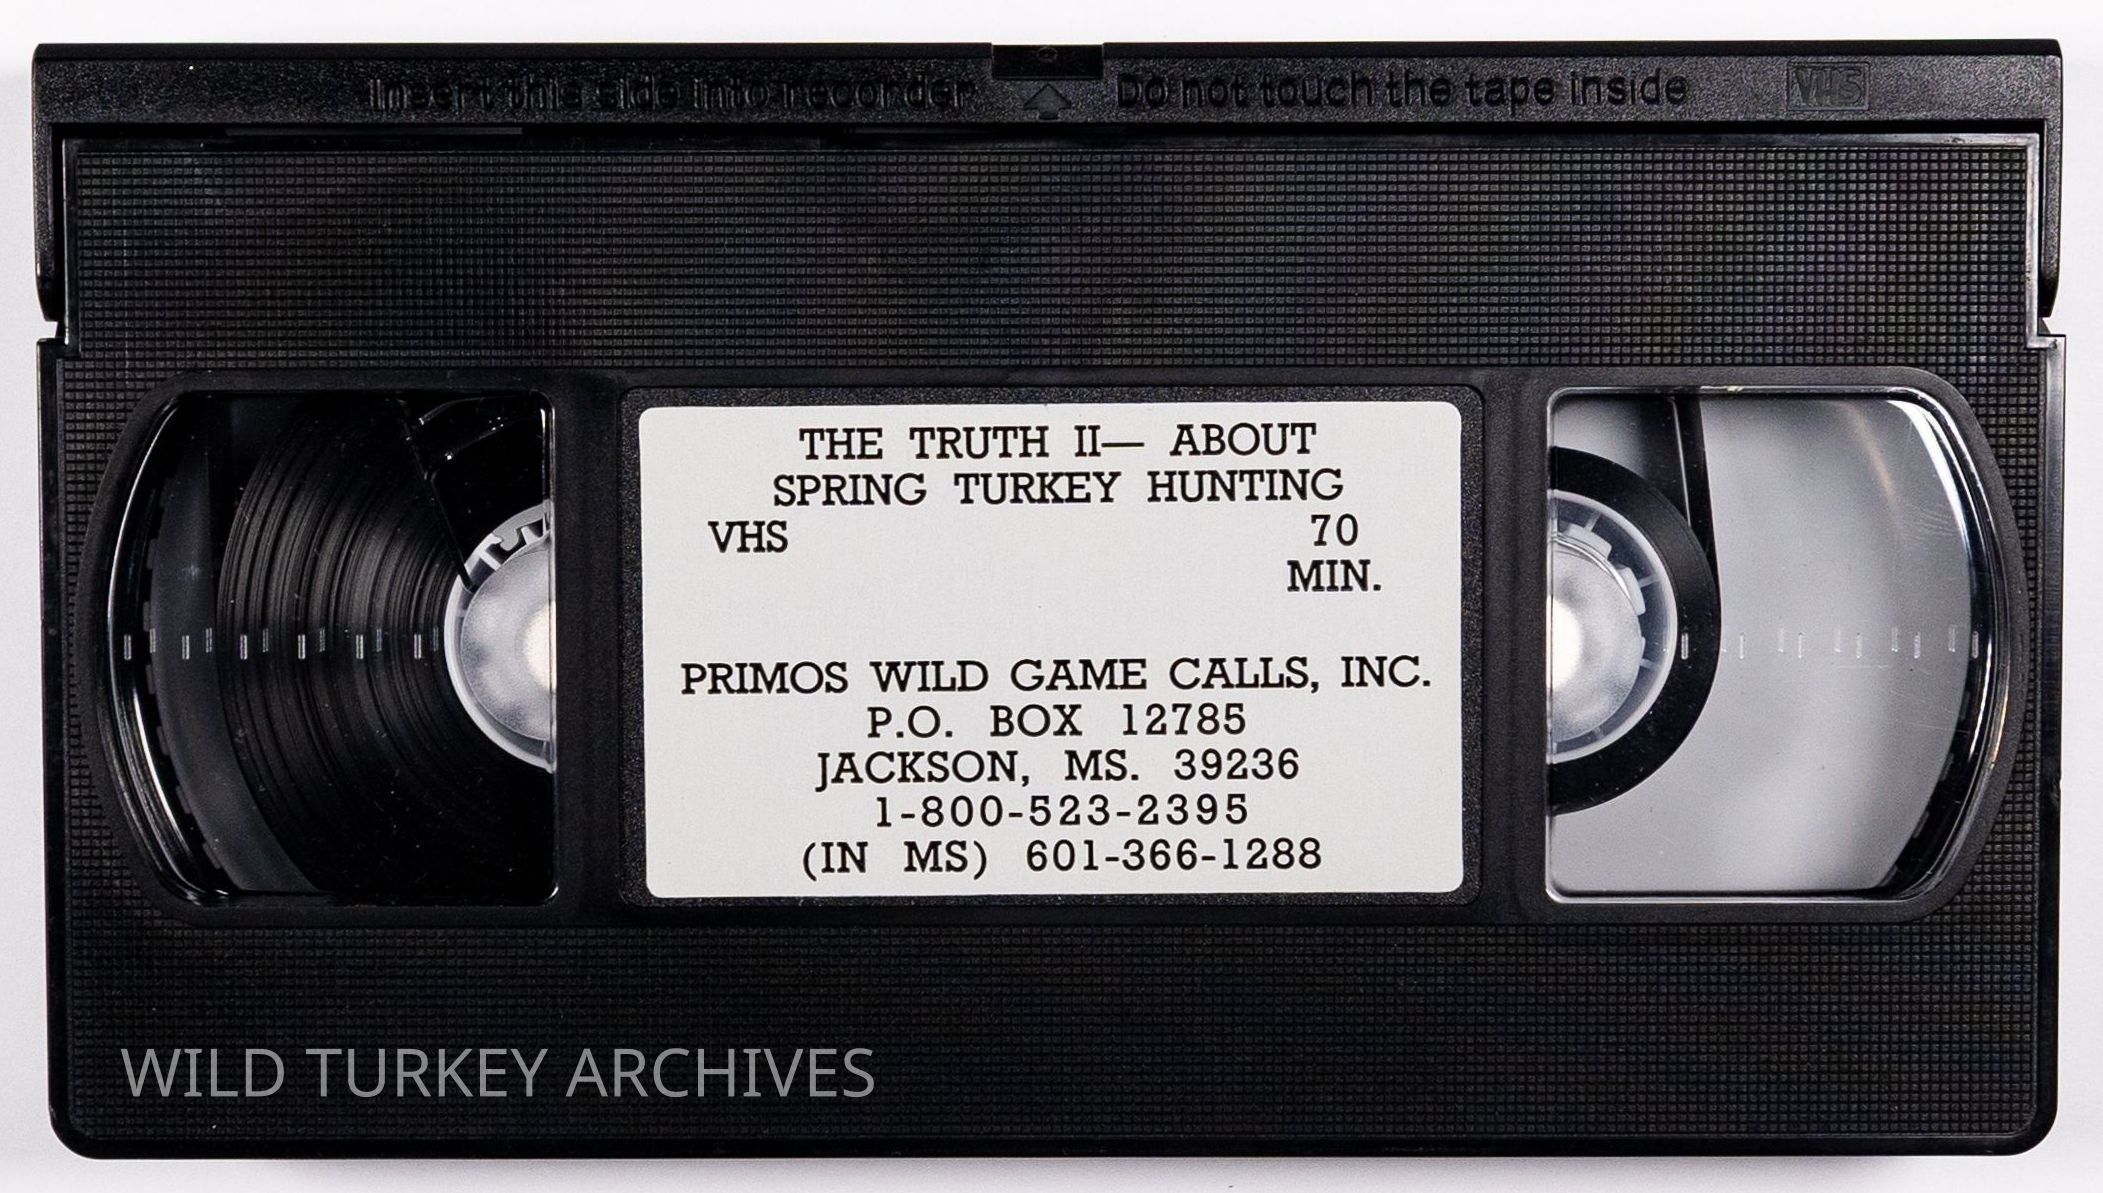 Insert this side into recorder Do not touch the tape inside VHS
THE TRUTH II— ABOUT
SPRING TURKEY HUNTING
VHS 70
MIN.
PRIMOS WILD GAME CALLS, INC.
P.O. BOX 12785
JACKSON, MS. 39236
1-800-523-2395
(IN MS) 601-366-1288
WILD TURKEY ARCHIVES